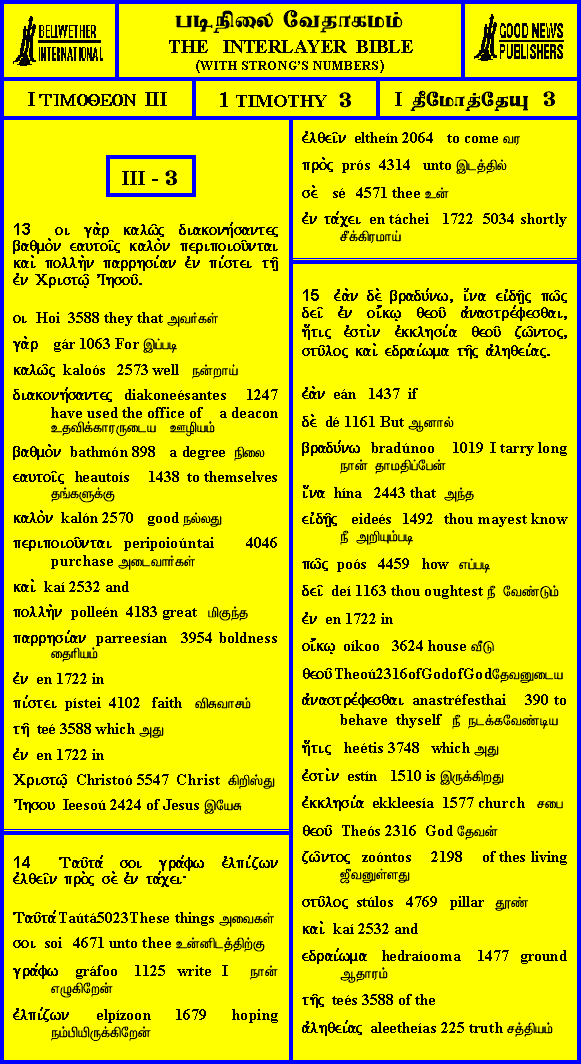 BELLWETHER
INTERNATIONAL
படிநிலை வேதாகமம்
THE INTERLAYER BIBLE
(WITH STRONG'S NUMBERS)
GOOD NEWS
PUBLISHERS
I ΤΙΜΟΘΕΟΝ III
1 TIMOTHY 3
I தீமோத்தேயு 3
III - 3
13 οι γὰρ καλῶς διακονήσαντες
βαθμὸν εαυτοῖς καλὸν περιποιοῦνται
καὶ πολλὴν παρρησίαν ἐν πίστει τῇ
ἐν Χριστῷ Ἰησοῦ.
οι Hoi 3588 they that அவர்கள்
γὰρ gár 1063 For இப்படி
καλῶς kaloós 2573 well நன்றாய்
διακονήσαντες diakoneésantes 1247
have used the office of a deacon
உதவிக்காரருடைய ஊழியம்
βαθμὸν bathmón 898 a degree நிலை
εαυτοῖς heautoís 1438 to themselves
தங்களுக்கு
καλὸν kalón 2570 good நல்லது
περιποιοῦνται peripoioúntai 4046
purchase அடைவார்கள்
καὶ kaí 2532 and
πολλὴν polleén 4183 great மிகுந்த
παρρησίαν parreesían 3954 boldness
தைரியம்
ἐν en 1722 in
πίστει pístei 4102 faith விசுவாசம்
τῇ teé 3588 which அது
ἐν en 1722 in
Χριστῷ Christoó 5547 Christ கிறிஸ்து
Ἰησου Ieesoú 2424 of Jesus இயேசு
14 Ταῦτά σοι γράφω ἐλπίζων
ἐλθεῖν πρὸς σὲ ἐν τάχει·
Ταῦτά Taútá5023These things அவைகள்
σοι soi 4671 unto thee உன்னிடத்திற்கு
γράφω gráfoo 1125 write I நான்
எழுகிறேன்
ἐλπίζων elpízoon 1679 hoping
நம்பியிருக்கிறேன்
ἐλθεῖν eltheín 2064 to come வர
πρὸς prós 4314 unto இடத்தில்
σὲ sé 4571 thee உன்
ἐν τάχει en táchei 1722 5034 shortly
சீக்கிரமாய்
15 ἐὰν δὲ βραδύνω, ἵνα εἰδῇς πῶς
δεῖ ἐν οἴκῳ θεοῦ ἀναστρέφεσθαι,
ἥτις ἐστὶν ἐκκλησία θεοῦ ζῶντος,
στῦλος καὶ εδραίωμα τῆς ἀληθείας.
ἐὰν eán 1437 if
δὲ dé 1161 But ஆனால்
βραδύνω bradúnoo 1019 I tarry long
நான் தாமதிப்பேன்
ἵνα hína 2443 that அந்த
εἰδῇς eideés 1492 thou mayest know
நீ அறியும்படி
πῶς poós 4459 how எப்படி
δεῖ deí 1163 thou oughtest நீ வேண்டும்
ἐν en 1722 in
οἴκῳ oíkoo 3624 house வீடு
θεοῦ Theoú2316ofGodofGodதேவனுடைய
ἀναστρέφεσθαι anastréfesthai 390 to
behave thyself நீ நடக்கவேண்டிய
ἥτις heétis 3748 which அது
ἐστὶν estín 1510 is இருக்கிறது
ἐκκλησία ekkleesía 1577 church சபை
θεοῦ Theós 2316 God தேவன்
ζῶντος zoóntos 2198 of thes living
ஜீவனுள்ளது
στῦλος stúlos 4769 pillar தூண்
καὶ kaí 2532 and
εδραίωμα hedraíooma 1477 ground
ஆதாரம்
τῆς teés 3588 of the
ἀληθείας aleetheías 225 truth சத்தியம்